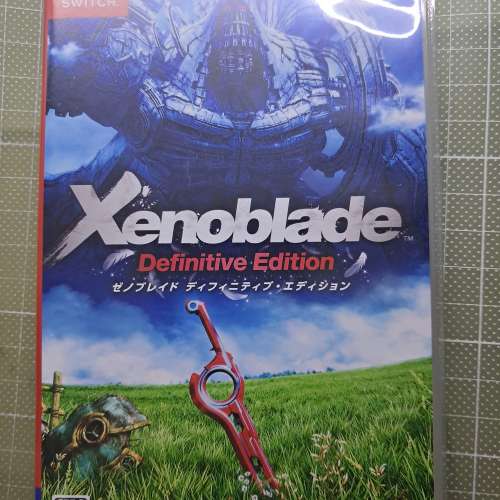 SWITCH.
Xenoblade™
Definitive Edition
ゼノブレイド ディフィニティブ・エディション